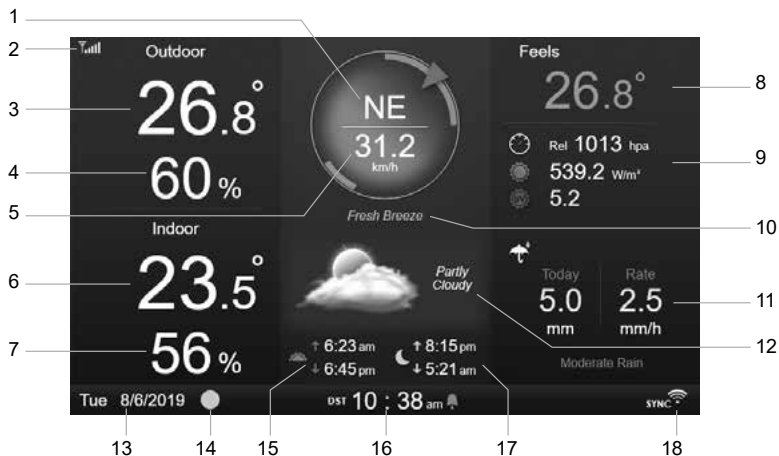 1
2
3
4
5
6
7
8
9
10
11
12
13
14
15
16
17
18
Outdoor
26.8°
60%
Indoor
23.5°
56%
NE
31.2
km/h
Fresh Breeze
Partly
Cloudy
↑ 6:23 am
↓ 6:45 pm
↑ 8:15 pm
↓ 5:21 am
Feels
26.8°
Rel 1013 hpa
539.2 W/m²
5.2
Today Rate
5.0 2.5
mm mm/h
Moderate Rain
Tue 8/6/2019
DST 10 : 38 am
SYNC